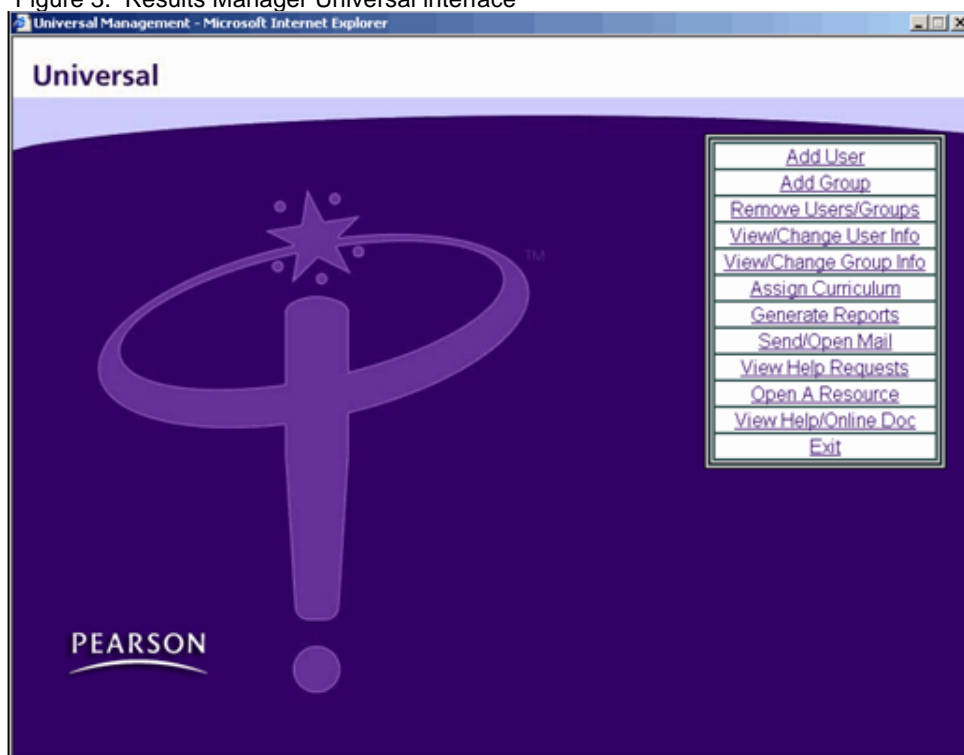 Figure 3:  Results Manager Universal Interface
Universal Management - Microsoft Internet Explorer
Universal
Add User
Add Group
Remove Users/Groups
View/Change User Info
View/Change Group Info
Assign Curriculum
Generate Reports
Send/Open Mail
View Help Requests
Open A Resource
View Help/Online Doc
Exit
TM
PEARSON